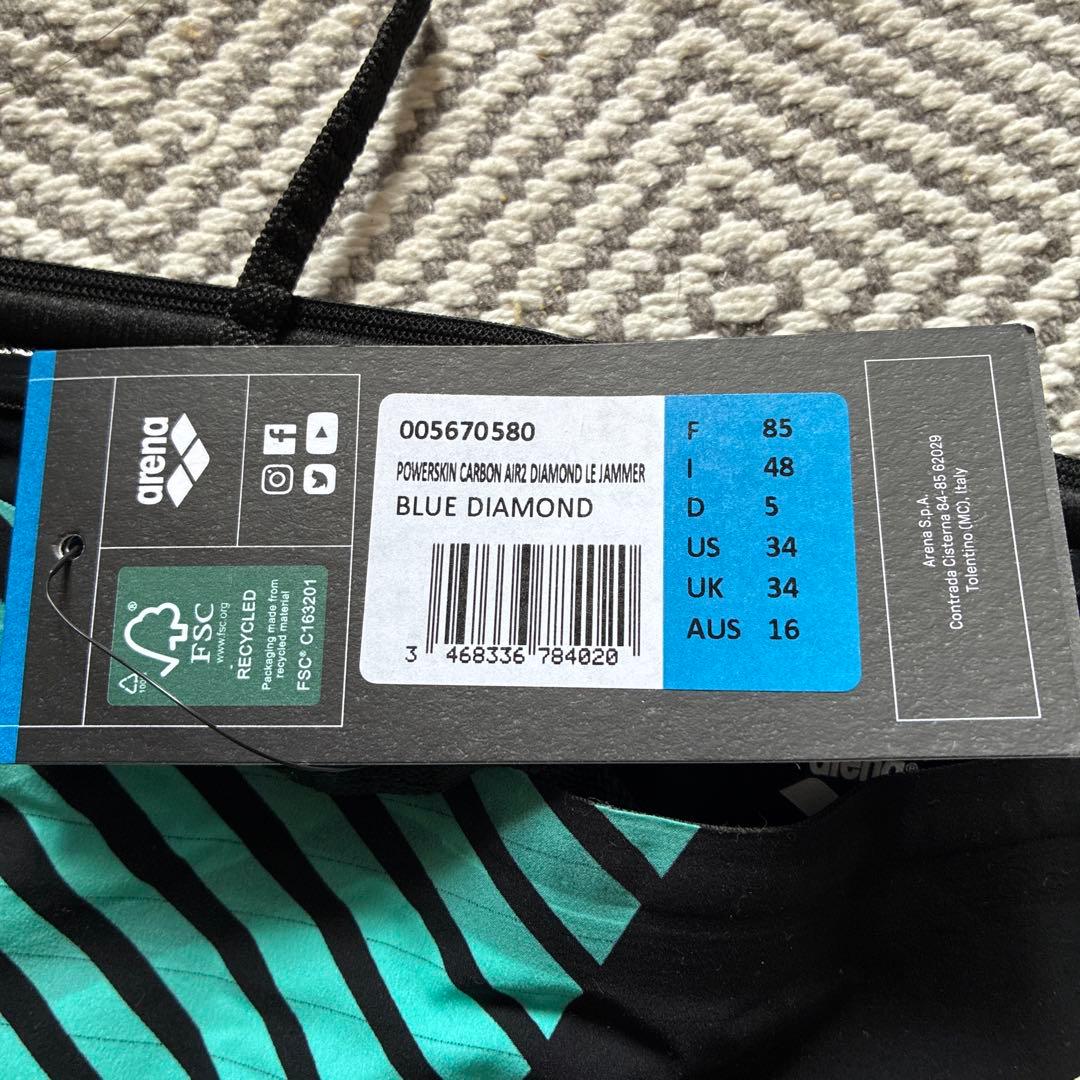 arena
FSC®
www.fsc.org
RECYCLED
Packaging made from
recycled material
FSC® C163201
005670580
POWERSKIN CARBON AIR2 DIAMOND LE JAMMER
BLUE DIAMOND
3 468336 784020
F 85
I 48
D 5
US 34
UK 34
AUS 16
Arena S.p.A.
Contrada Cisterna 84-85 62029
Tolentino (MC), Italy
arena®